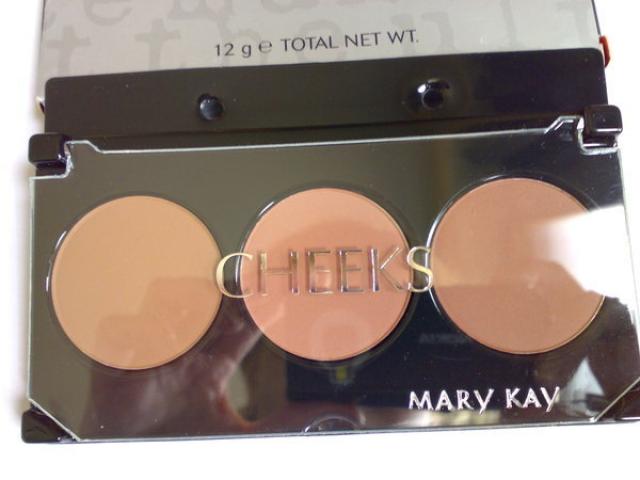 12 g e TOTAL NET WT.
CHEEKS
MARY KAY